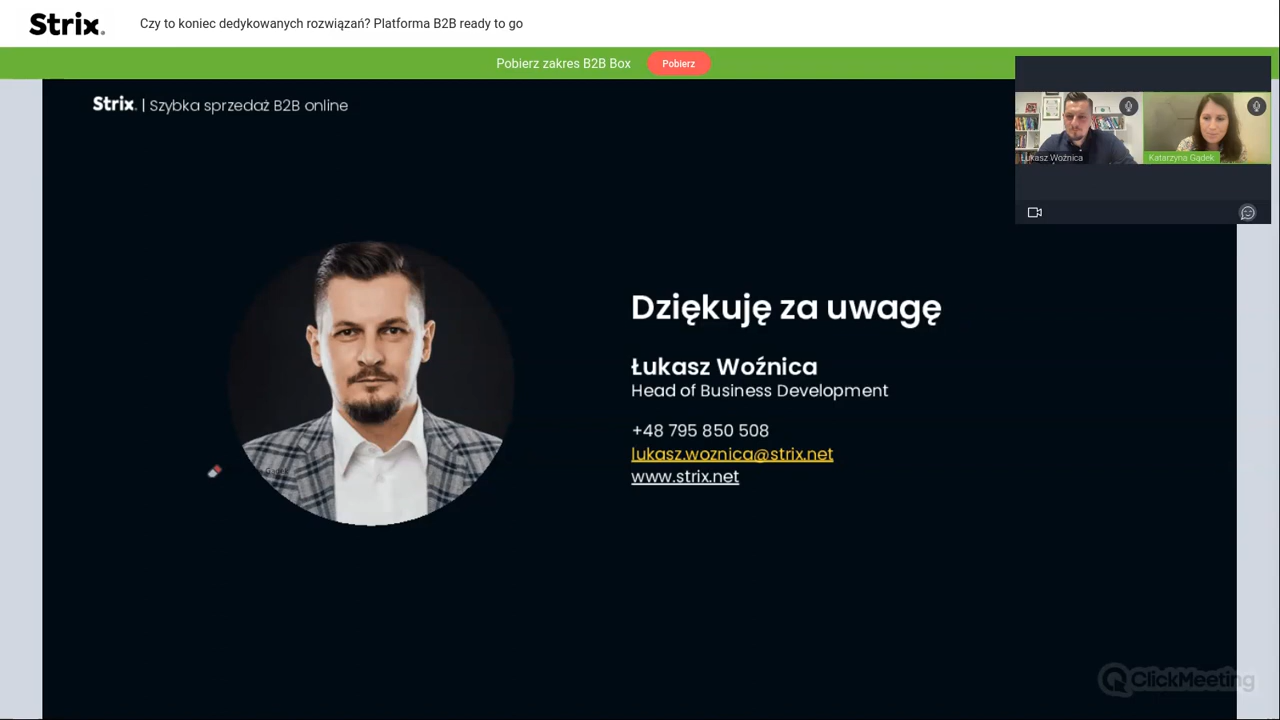 Strix
Czy to koniec dedykowanych rozwiązań? Platforma B2B ready to go
Pobierz zakres B2B Box
Pobierz
Strix. | Szybka sprzedaż B2B online
Łukasz Woźnica
Katarzyna Gądek
Dziękuję za uwagę
Łukasz Woźnica
Head of Business Development
+48 795 850 508
lukasz.woznica@strix.net
www.strix.net
ClickMeeting